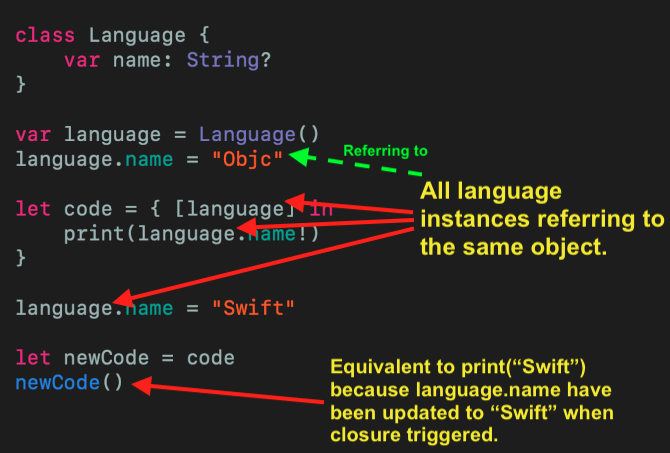 class Language {
    var name: String?
}
var language = Language()
language.name = "Objc"
Referring to
let code = { [language] in
    print(language.name!)
}
All language
instances referring to
the same object.
language.name = "Swift"
let newCode = code
newCode()
Equivalent to print(“Swift”)
because language.name have
been updated to “Swift” when
closure triggered.